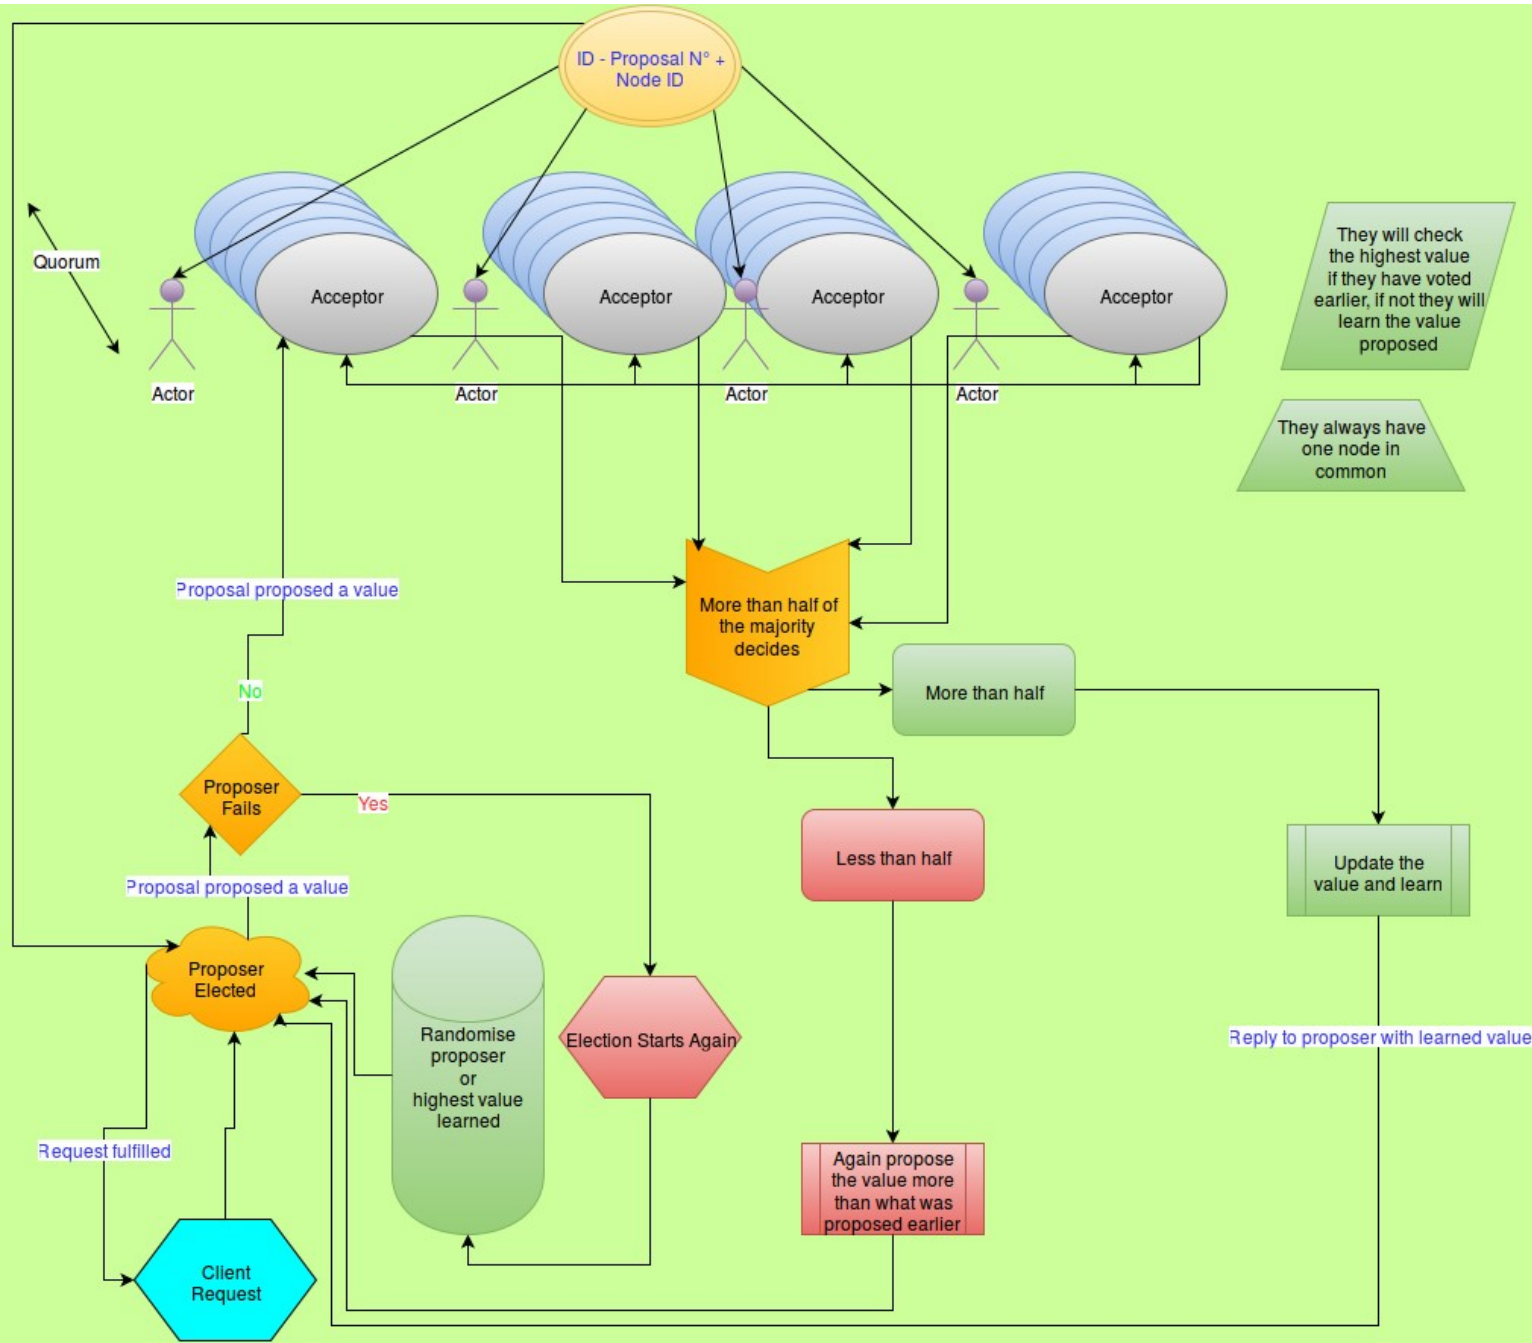 ID - Proposal N° +
Node ID
Quorum
Acceptor
Acceptor
Acceptor
Acceptor
Actor
Actor
Actor
Actor
They will check
the highest value
if they have voted
earlier, if not they will
learn the value
proposed
They always have
one node in
common
Proposal proposed a value
More than half of
the majority
decides
No
More than half
Proposer
Fails
Yes
Less than half
Update the
value and learn
Proposal proposed a value
Proposer
Elected
Randomise
proposer
or
highest value
learned
Election Starts Again
Reply to proposer with learned value
Request fulfilled
Again propose
the value more
than what was
proposed earlier
Client
Request